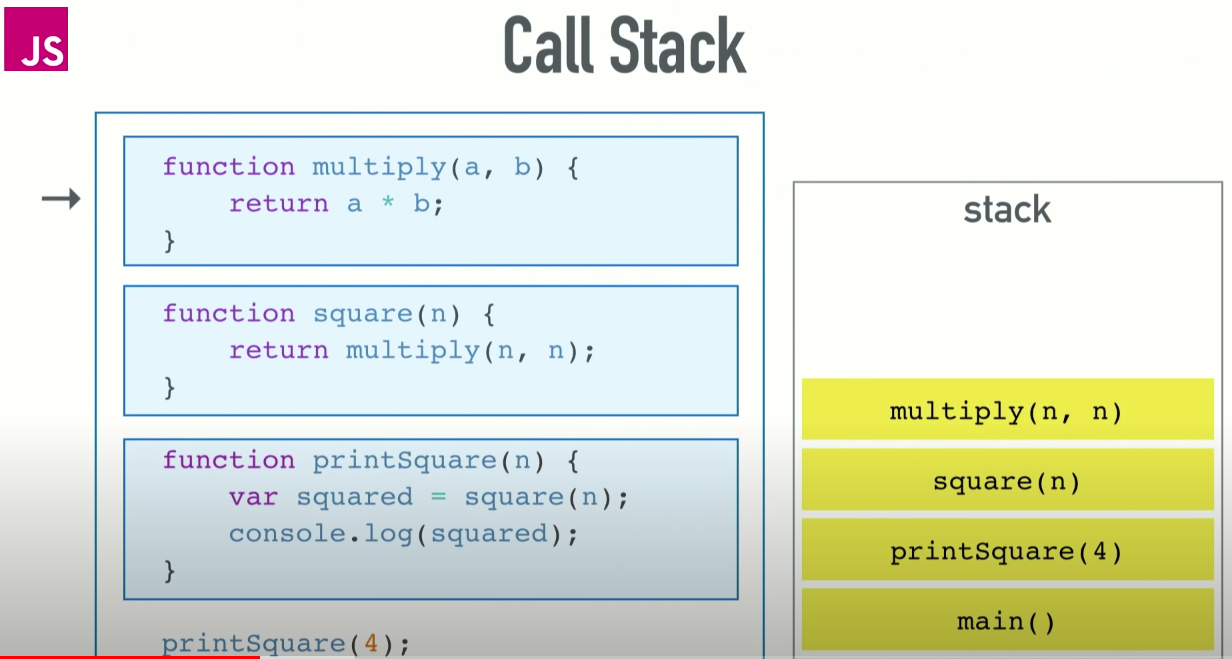 JS
Call Stack
function multiply(a, b) {
    return a * b;
}
function square(n) {
    return multiply(n, n);
}
function printSquare(n) {
    var squared = square(n);
    console.log(squared);
}
printSquare(4);
stack
multiply(n, n)
square(n)
printSquare(4)
main()